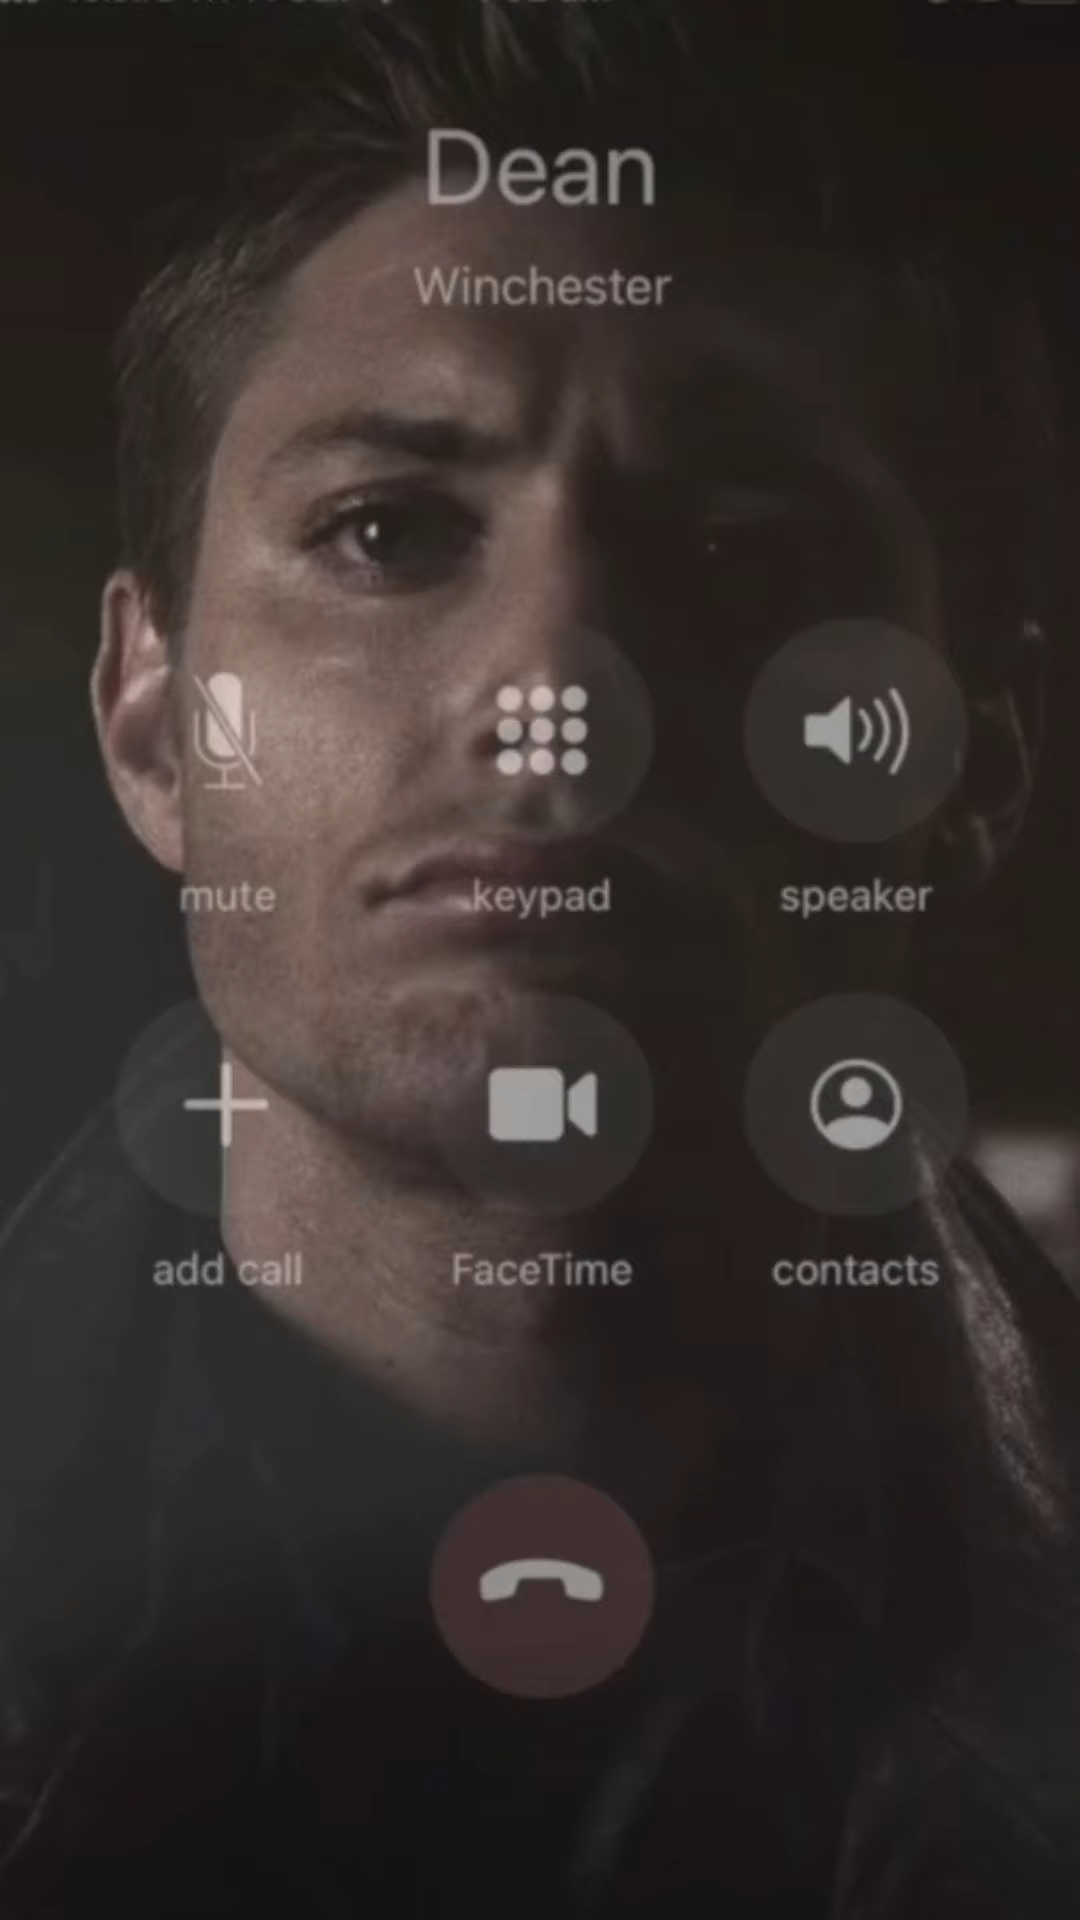 Dean
Winchester
mute
keypad
speaker
add call
FaceTime
contacts